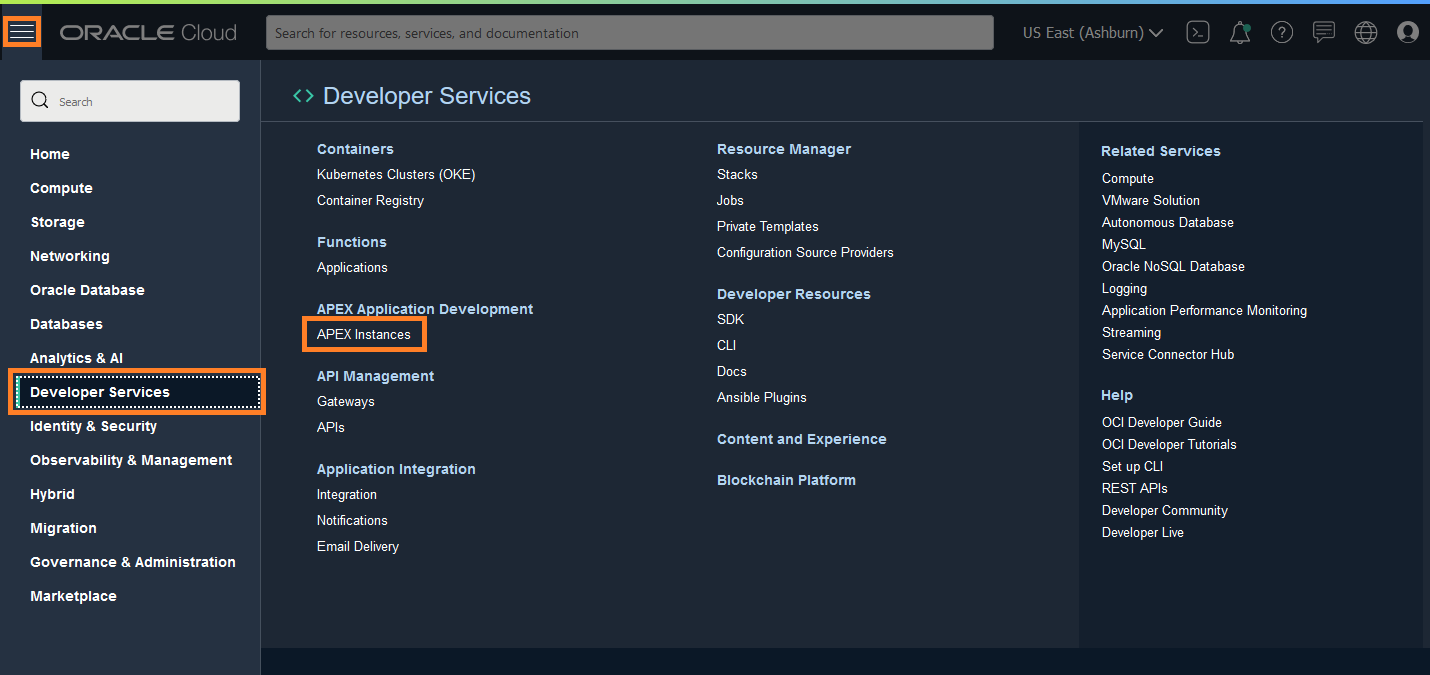 ORACLE Cloud
Search for resources, services, and documentation
US East (Ashburn)
Search
Home
Compute
Storage
Networking
Oracle Database
Databases
Analytics & AI
Developer Services
Identity & Security
Observability & Management
Hybrid
Migration
Governance & Administration
Marketplace
Developer Services
Containers
Kubernetes Clusters (OKE)
Container Registry
Functions
Applications
APEX Application Development
APEX Instances
API Management
Gateways
APIs
Application Integration
Integration
Notifications
Email Delivery
Resource Manager
Stacks
Jobs
Private Templates
Configuration Source Providers
Developer Resources
SDK
CLI
Docs
Ansible Plugins
Content and Experience
Blockchain Platform
Related Services
Compute
VMware Solution
Autonomous Database
MySQL
Oracle NoSQL Database
Logging
Application Performance Monitoring
Streaming
Service Connector Hub
Help
OCI Developer Guide
OCI Developer Tutorials
Set up CLI
REST APIs
Developer Community
Developer Live